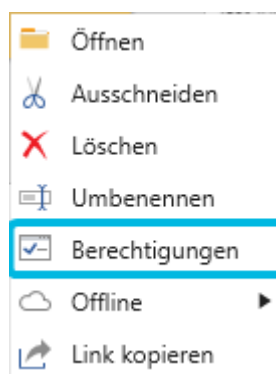 Öffnen
Ausschneiden
Löschen
Umbenennen
Berechtigungen
Offline
Link kopieren